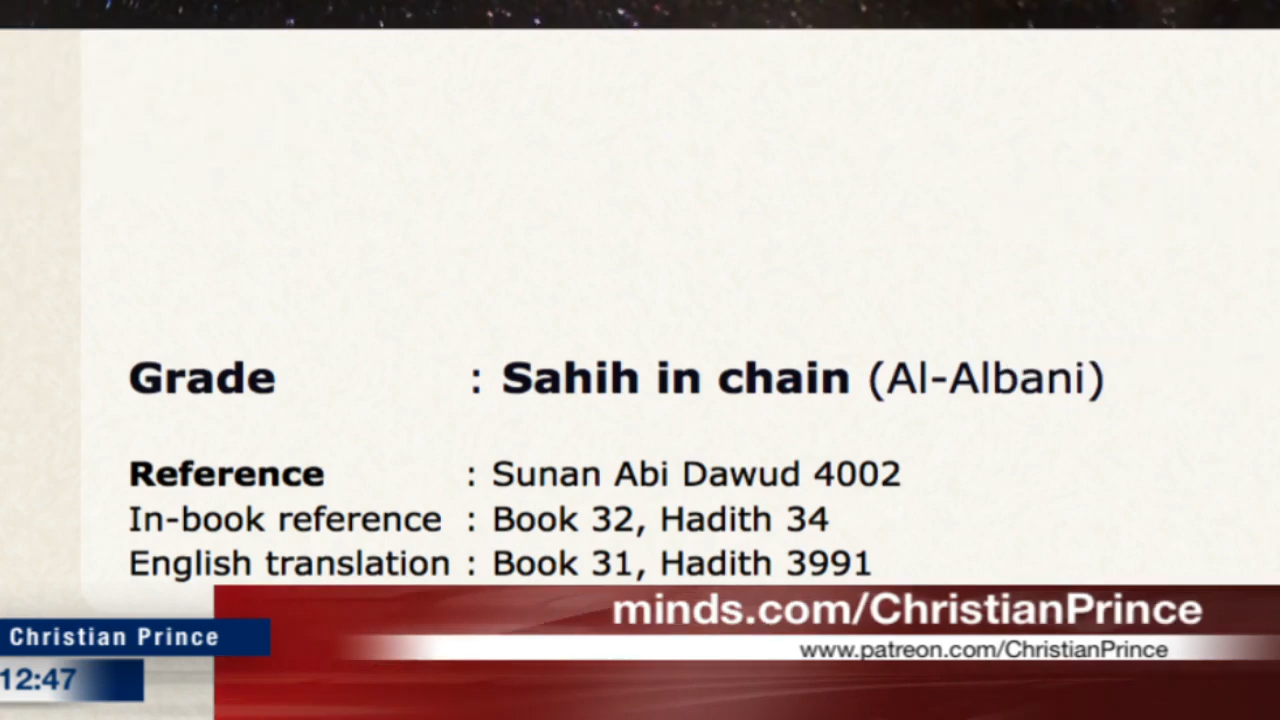 Grade : Sahih in chain (Al-Albani)
Reference : Sunan Abi Dawud 4002
In-book reference : Book 32, Hadith 34
English translation : Book 31, Hadith 3991
minds.com/ChristianPrince
Christian Prince
www.patreon.com/ChristianPrince
12:47